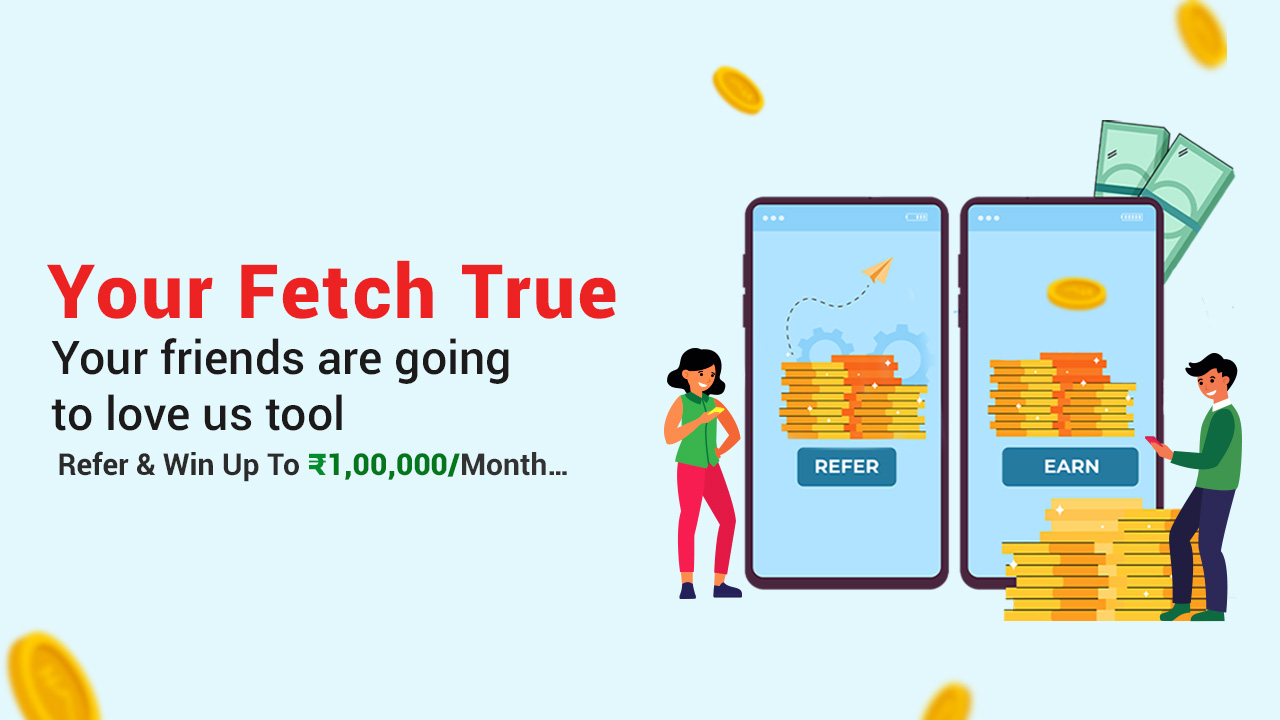 Your Fetch True
Your friends are going
to love us tool
Refer & Win Up To ₹1,00,000/Month...
REFER
EARN